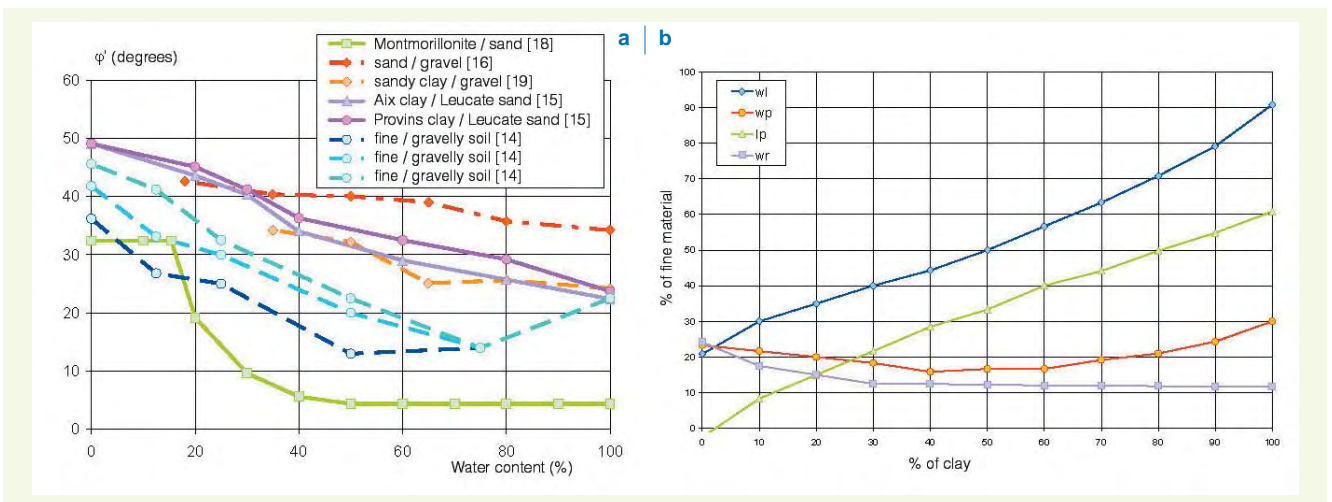 a b
φ' (degrees)
Montmorillonite / sand [18]
sand / gravel [16]
sandy clay / gravel [19]
Aix clay / Leucate sand [15]
Provins clay / Leucate sand [15]
fine / gravelly soil [14]
fine / gravelly soil [14]
fine / gravelly soil [14]
60
50
40
30
20
10
0
0 20 40 60 80 100
Water content (%)
wl
wp
Ip
wr
% of fine material
100
90
80
70
60
50
40
30
20
10
0
0 10 20 30 40 50 60 70 80 90 100
% of clay